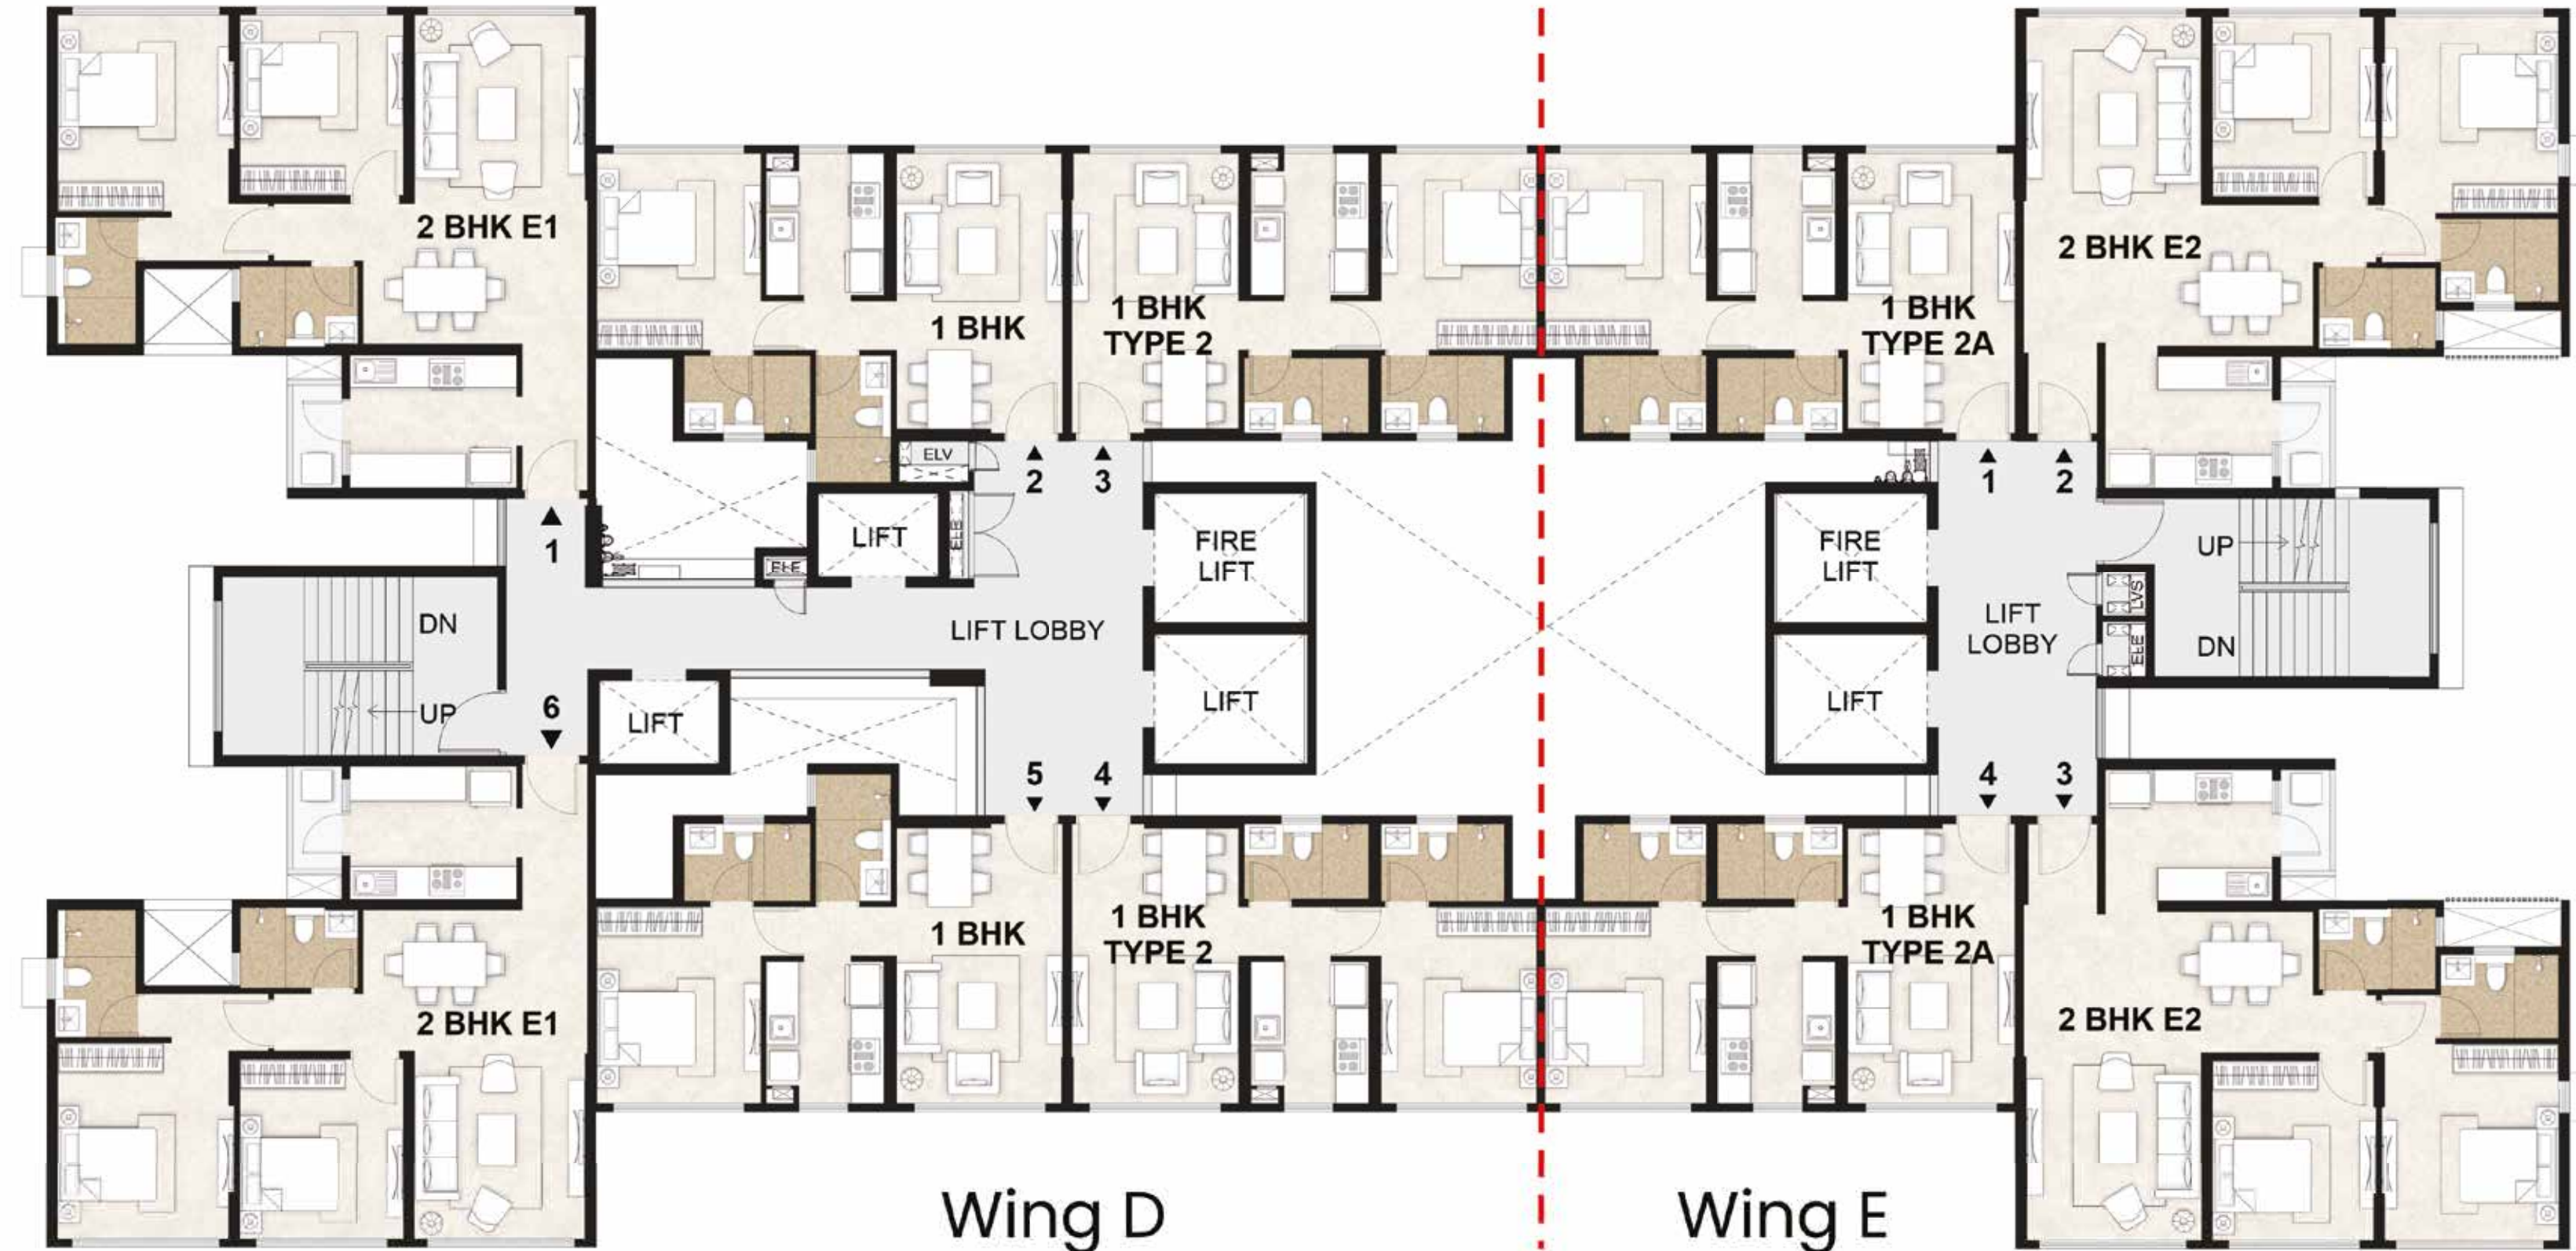 2 BHK E1
2 BHK E2
1 BHK
1 BHK
TYPE 2
1 BHK
TYPE 2A
ELV
2
3
1
2
1
LIFT
ELE
ELE
FIRE
LIFT
FIRE
LIFT
UP
DN
LIFT LOBBY
LIFT
LOBBY
LVS
ELE
DN
UP
6
LIFT
LIFT
LIFT
5
4
4
3
1 BHK
1 BHK
TYPE 2
1 BHK
TYPE 2A
2 BHK E1
2 BHK E2
Wing D
Wing E